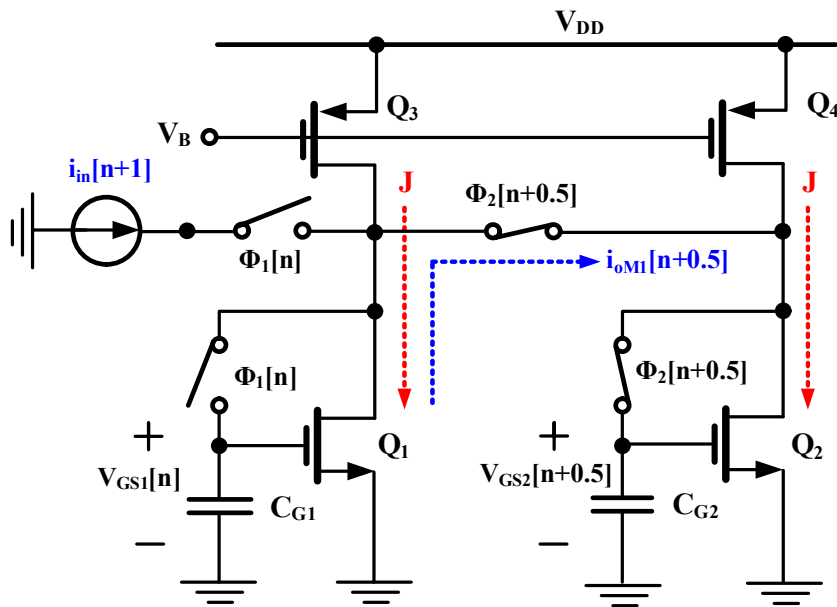 V_DD
Q_3
Q_4
V_B
i_in[n+1]
J
Φ_2[n+0.5]
J
Φ_1[n]
i_oM1[n+0.5]
Φ_1[n]
Φ_2[n+0.5]
+
Q_1
+
Q_2
V_GS1[n]
V_GS2[n+0.5]
C_G1
C_G2
−
−